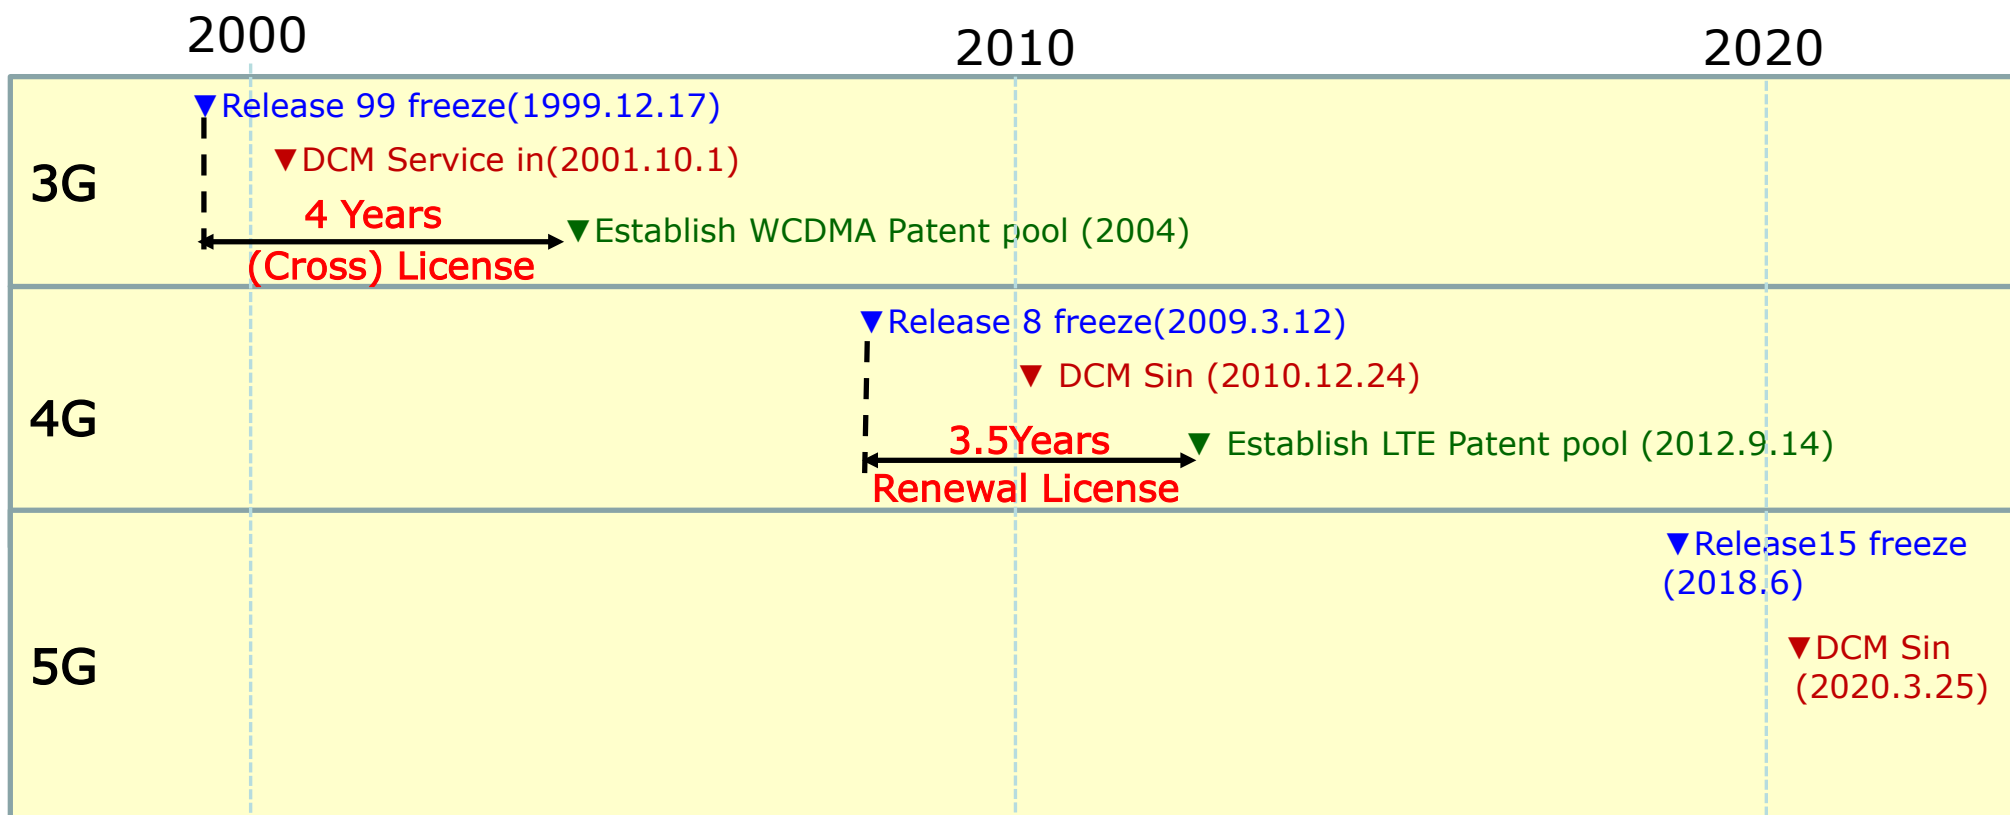 2000
2010
2020
3G
▼Release 99 freeze(1999.12.17)
▼DCM Service in(2001.10.1)
4 Years
▼Establish WCDMA Patent pool (2004)
(Cross) License
4G
▼Release 8 freeze(2009.3.12)
▼ DCM Sin (2010.12.24)
3.5Years
▼ Establish LTE Patent pool (2012.9.14)
Renewal License
5G
▼Release15 freeze
(2018.6)
▼DCM Sin
(2020.3.25)